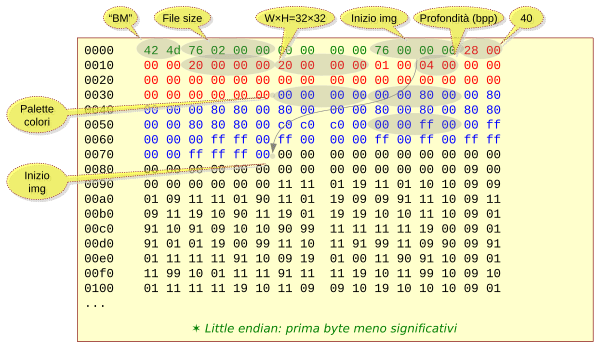 "BM"
File size
W×H=32×32
Inizio img
Profondità (bpp)
40
0000 42 4d 76 02 00 00 00 00 00 00 76 00 00 00 28 00
0010 00 00 20 00 00 00 20 00 00 00 01 00 04 00 00 00
0020 00 00 00 00 00 00 00 00 00 00 00 00 00 00 00 00
0030 00 00 00 00 00 00 00 00 00 00 00 00 80 00 00 80
Palette
colori
0040 00 00 00 80 80 00 80 00 00 00 80 00 80 00 80 80
0050 00 00 80 80 80 00 c0 c0 c0 00 00 00 ff 00 00 ff
0060 00 00 00 ff ff 00 ff 00 00 00 ff 00 ff 00 ff ff
0070 00 00 ff ff ff 00 00 00 00 00 00 00 00 00 00 00
0080 00 00 00 00 00 00 00 00 00 00 00 00 00 00 09 00
Inizio
img
0090 00 00 00 00 00 00 11 11 01 19 11 01 10 10 09 09
00a0 01 09 11 11 01 90 11 01 19 09 09 91 11 10 09 11
00b0 09 11 19 10 90 11 19 01 19 19 10 10 11 10 09 01
00c0 91 10 91 09 10 10 90 99 11 11 11 11 19 00 09 01
00d0 91 01 01 19 00 99 11 10 11 91 99 11 09 90 09 91
00e0 01 11 11 11 91 10 09 19 01 00 11 90 91 10 09 01
00f0 11 99 10 01 11 11 91 11 11 19 10 11 99 10 09 10
0100 01 11 11 11 19 10 11 09 09 10 19 10 10 10 09 01
...
✶ Little endian: prima byte meno significativi